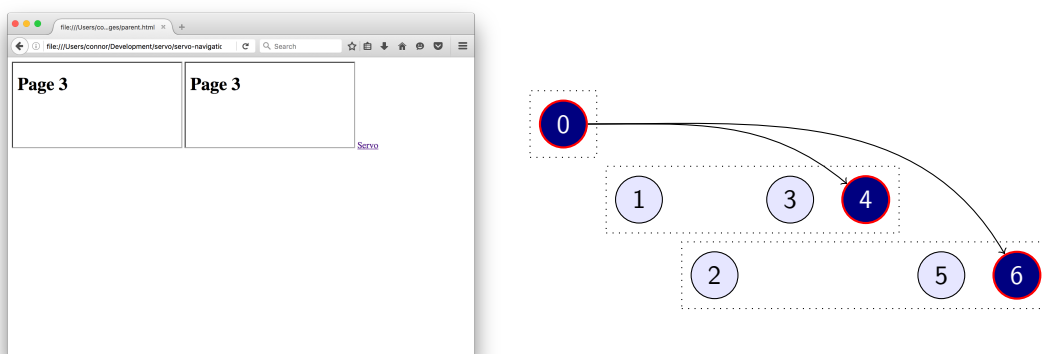 file:///Users/co...ges/parent.html × +
file:///Users/connor/Development/servo/servo-navigatic Search
Page 3 Page 3
Servo
0
1 3 4
2 5 6